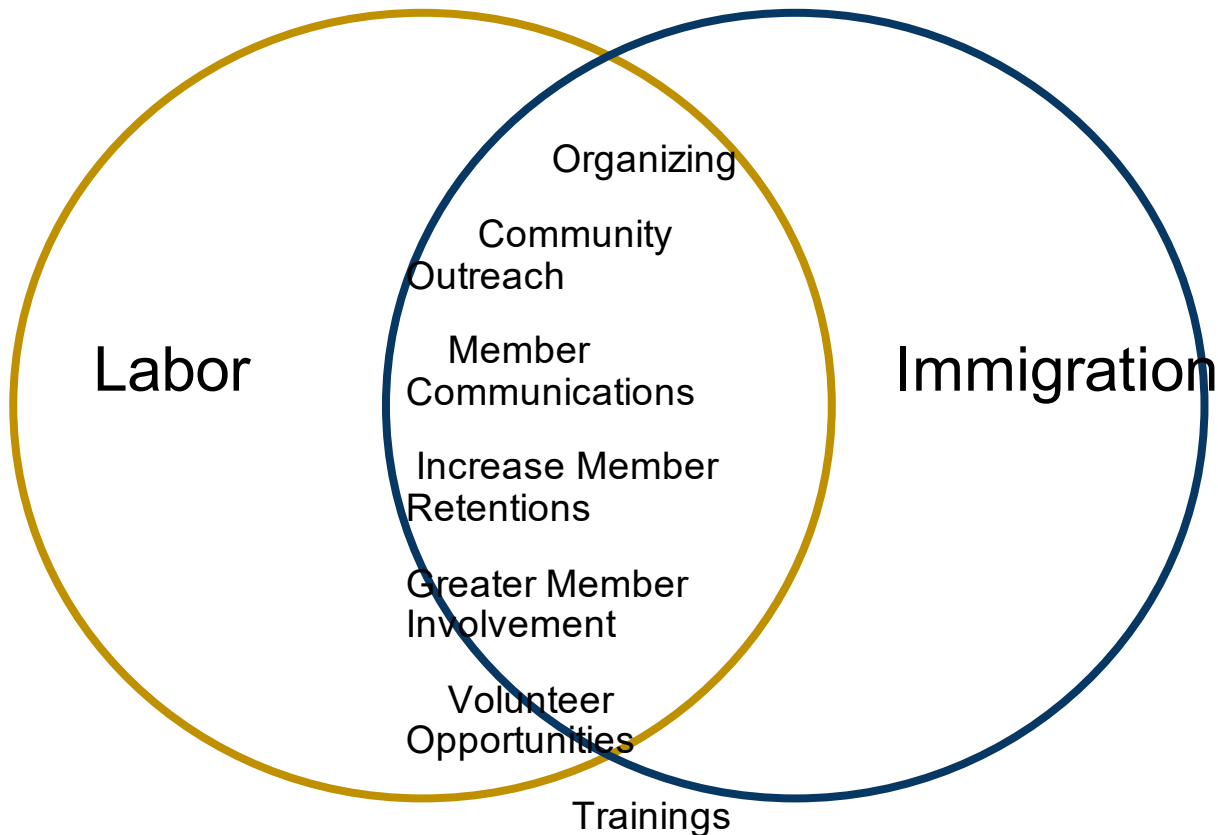 Organizing
Community
Outreach
Labor
Immigration
Member
Communications
Increase Member
Retentions
Greater Member
Involvement
Volunteer
Opportunities
Trainings